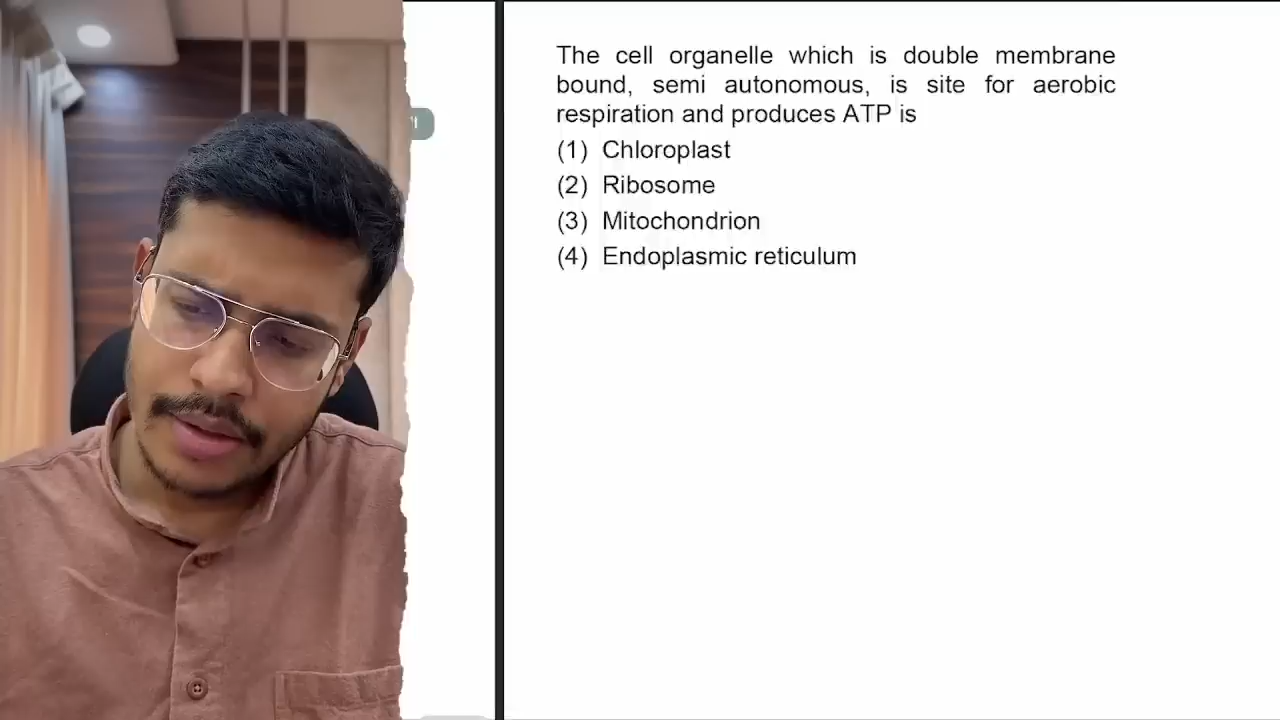 The cell organelle which is double membrane
bound, semi autonomous, is site for aerobic
respiration and produces ATP is
(1) Chloroplast
(2) Ribosome
(3) Mitochondrion
(4) Endoplasmic reticulum